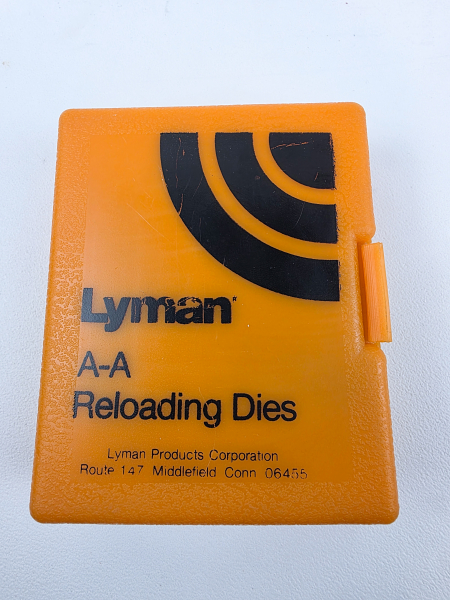 Lyman®
A-A
Reloading Dies
Lyman Products Corporation
Route 147 Middlefield Conn 06455